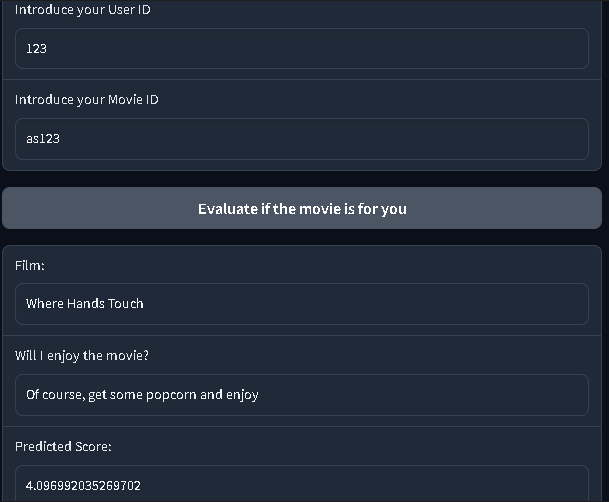 Introduce your User ID
123
Introduce your Movie ID
as123
Evaluate if the movie is for you
Film:
Where Hands Touch
Will I enjoy the movie?
Of course, get some popcorn and enjoy
Predicted Score:
4.096992035269702